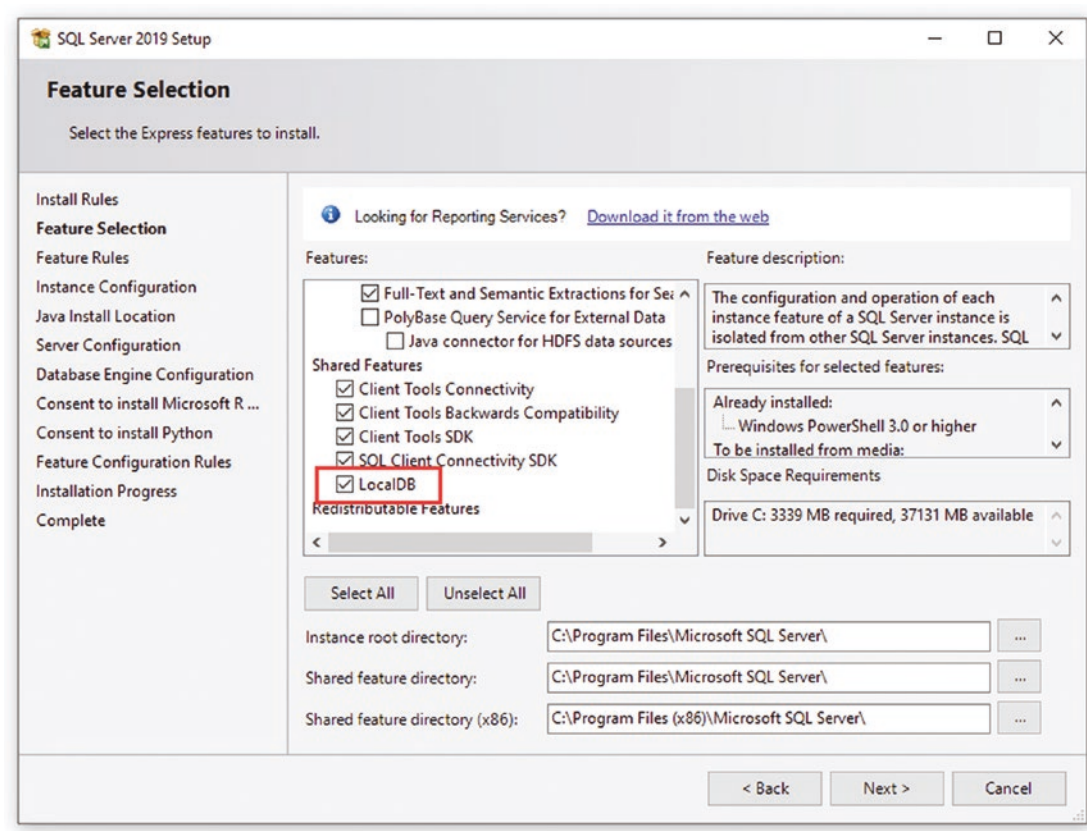 SQL Server 2019 Setup
Feature Selection
Select the Express features to install.
Install Rules
Feature Selection
Feature Rules
Instance Configuration
Java Install Location
Server Configuration
Database Engine Configuration
Consent to install Microsoft R ...
Consent to install Python
Feature Configuration Rules
Installation Progress
Complete
Looking for Reporting Services? Download it from the web
Features:
Full-Text and Semantic Extractions for Sea
PolyBase Query Service for External Data
Java connector for HDFS data sources
Shared Features
Client Tools Connectivity
Client Tools Backwards Compatibility
Client Tools SDK
SQL Client Connectivity SDK
LocalDB
Redistributable Features
Feature description:
The configuration and operation of each
instance feature of a SQL Server instance is
isolated from other SQL Server instances. SQL
Prerequisites for selected features:
Already installed:
Windows PowerShell 3.0 or higher
To be installed from media:
Disk Space Requirements
Drive C: 3339 MB required, 37131 MB available
Select All
Unselect All
Instance root directory: C:\Program Files\Microsoft SQL Server\ ...
Shared feature directory: C:\Program Files\Microsoft SQL Server\ ...
Shared feature directory (x86): C:\Program Files (x86)\Microsoft SQL Server\ ...
< Back
Next >
Cancel